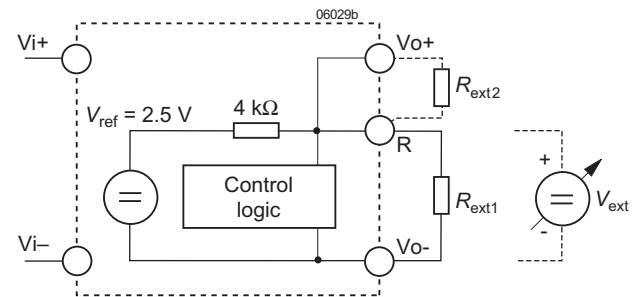 06029b
Vi+
Vo+
Rext2
Vref = 2.5 V
4 kΩ
R
Control
logic
Rext1
+
Vext
-
Vi–
Vo-